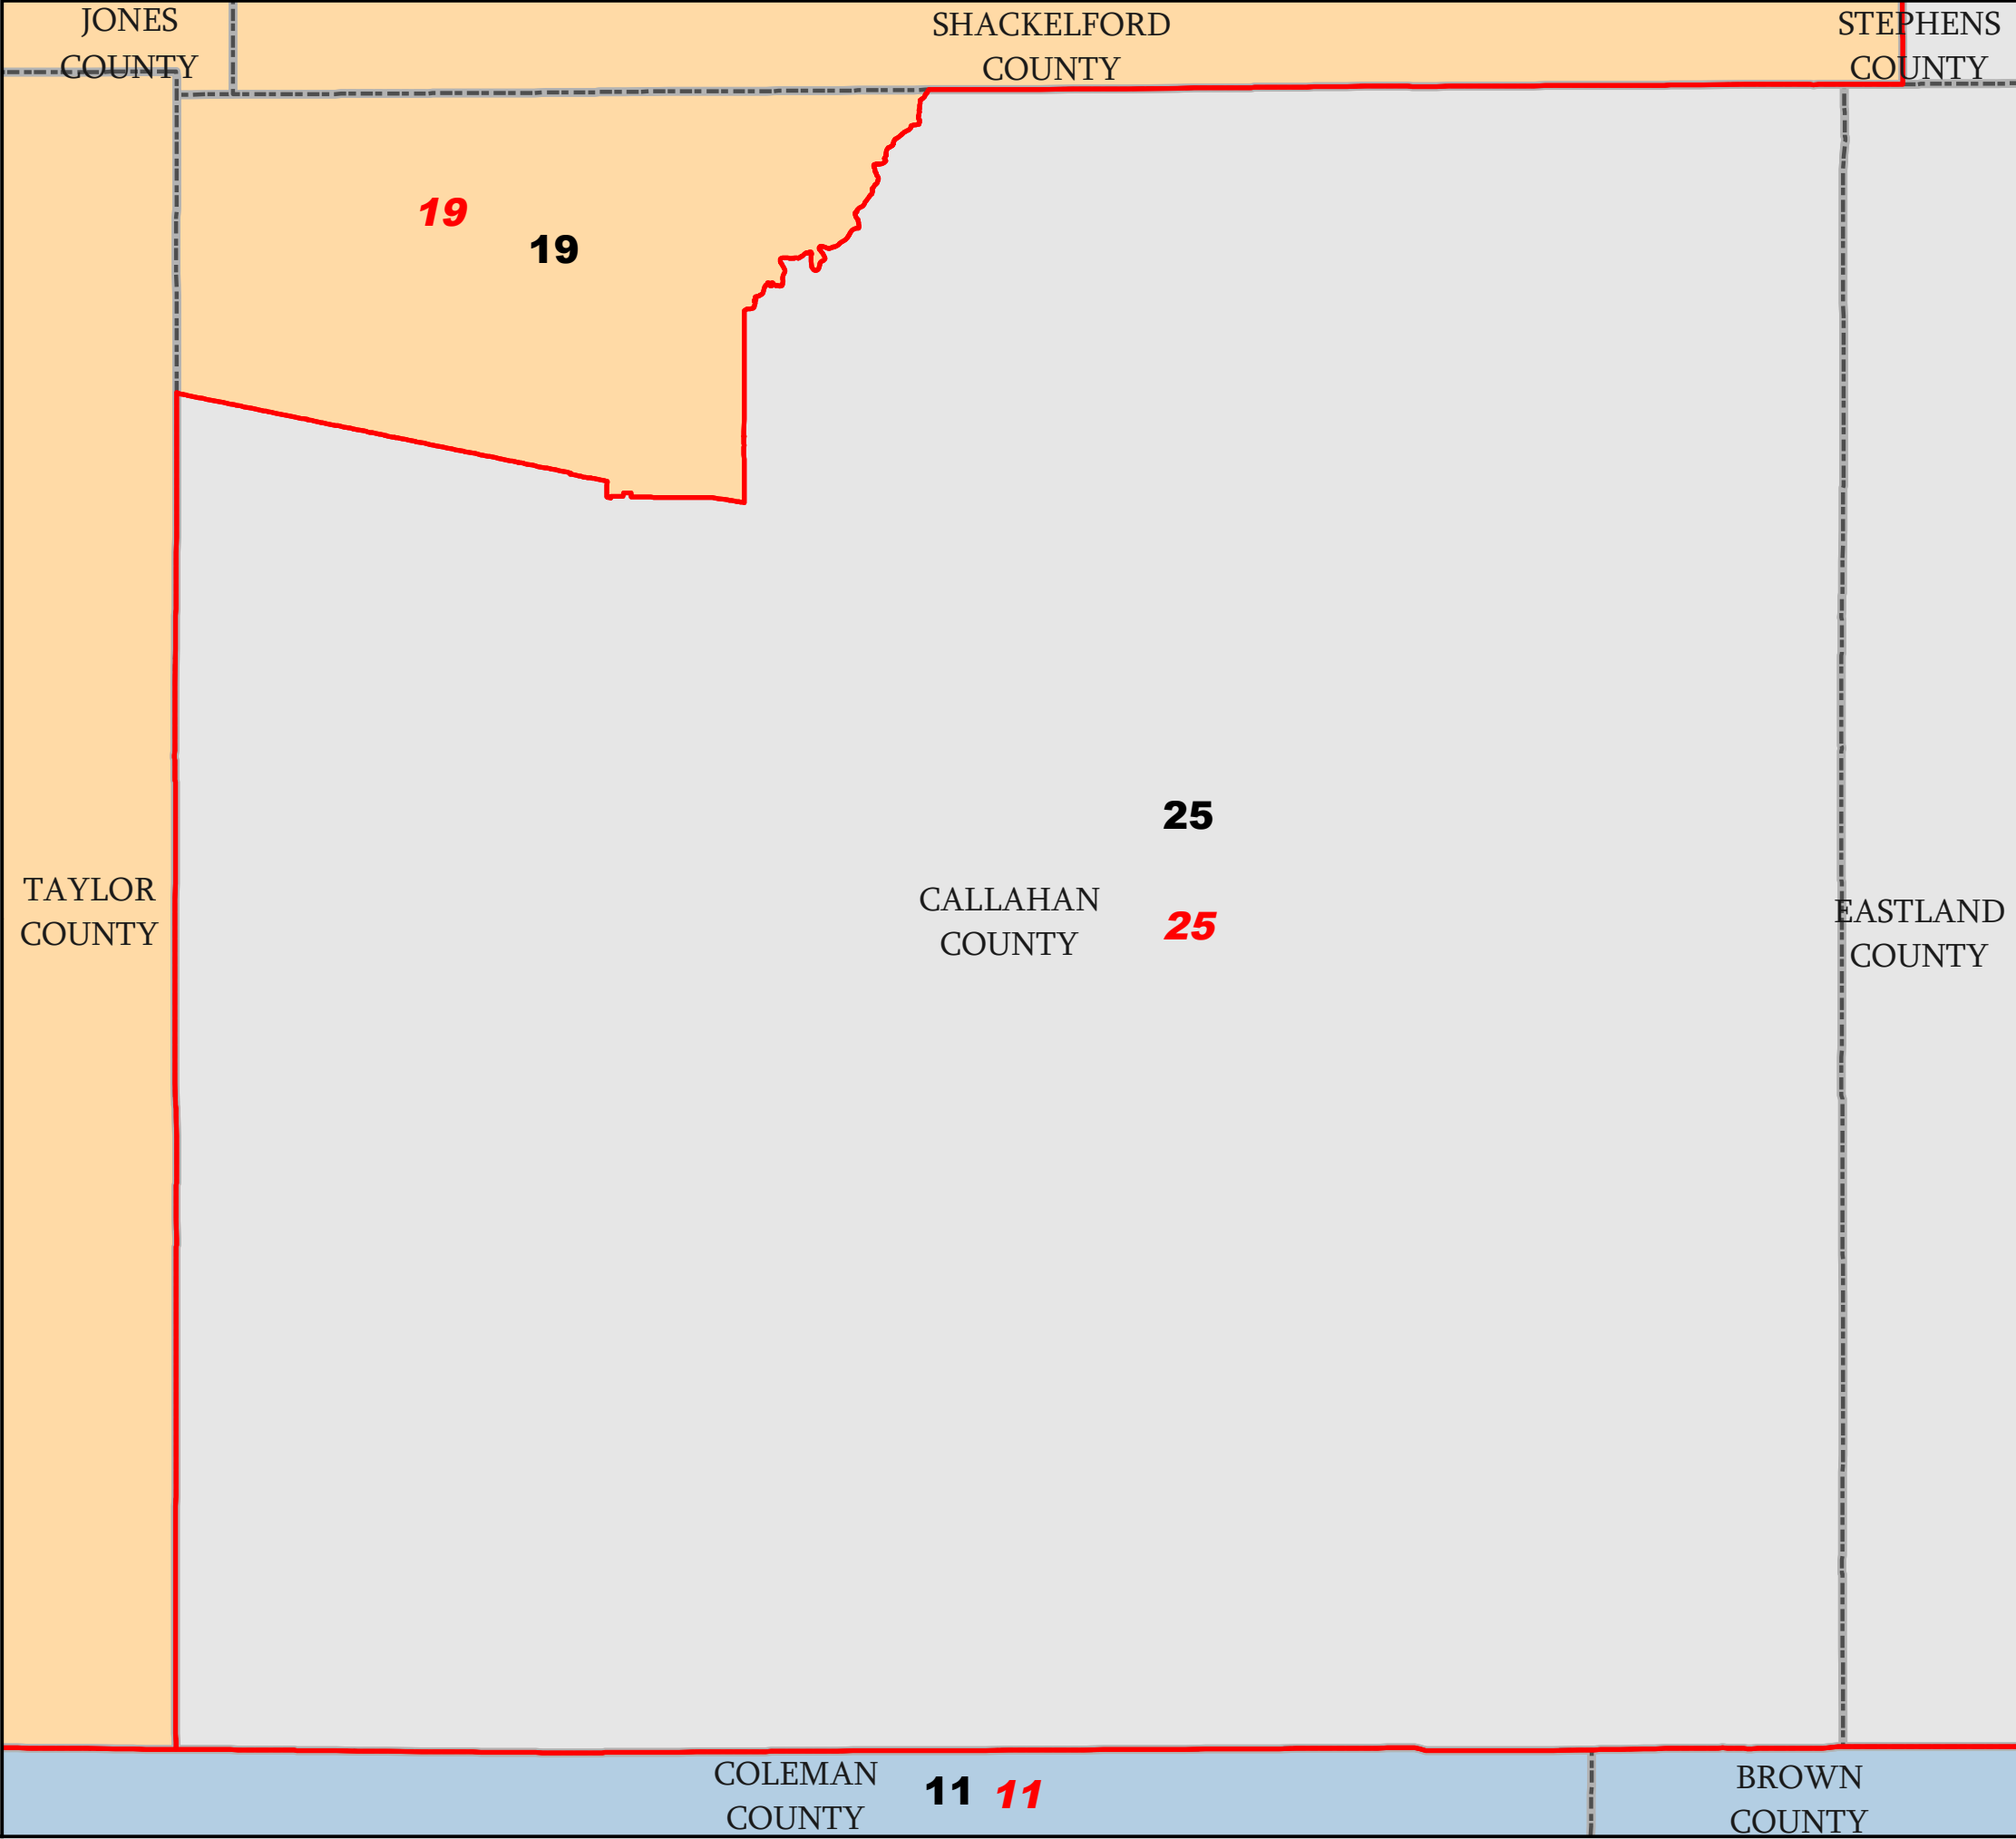 JONES
COUNTY
SHACKELFORD
COUNTY
STEPHENS
COUNTY
19
19
25
TAYLOR
COUNTY
CALLAHAN
COUNTY
25
EASTLAND
COUNTY
COLEMAN
COUNTY
11 11
BROWN
COUNTY